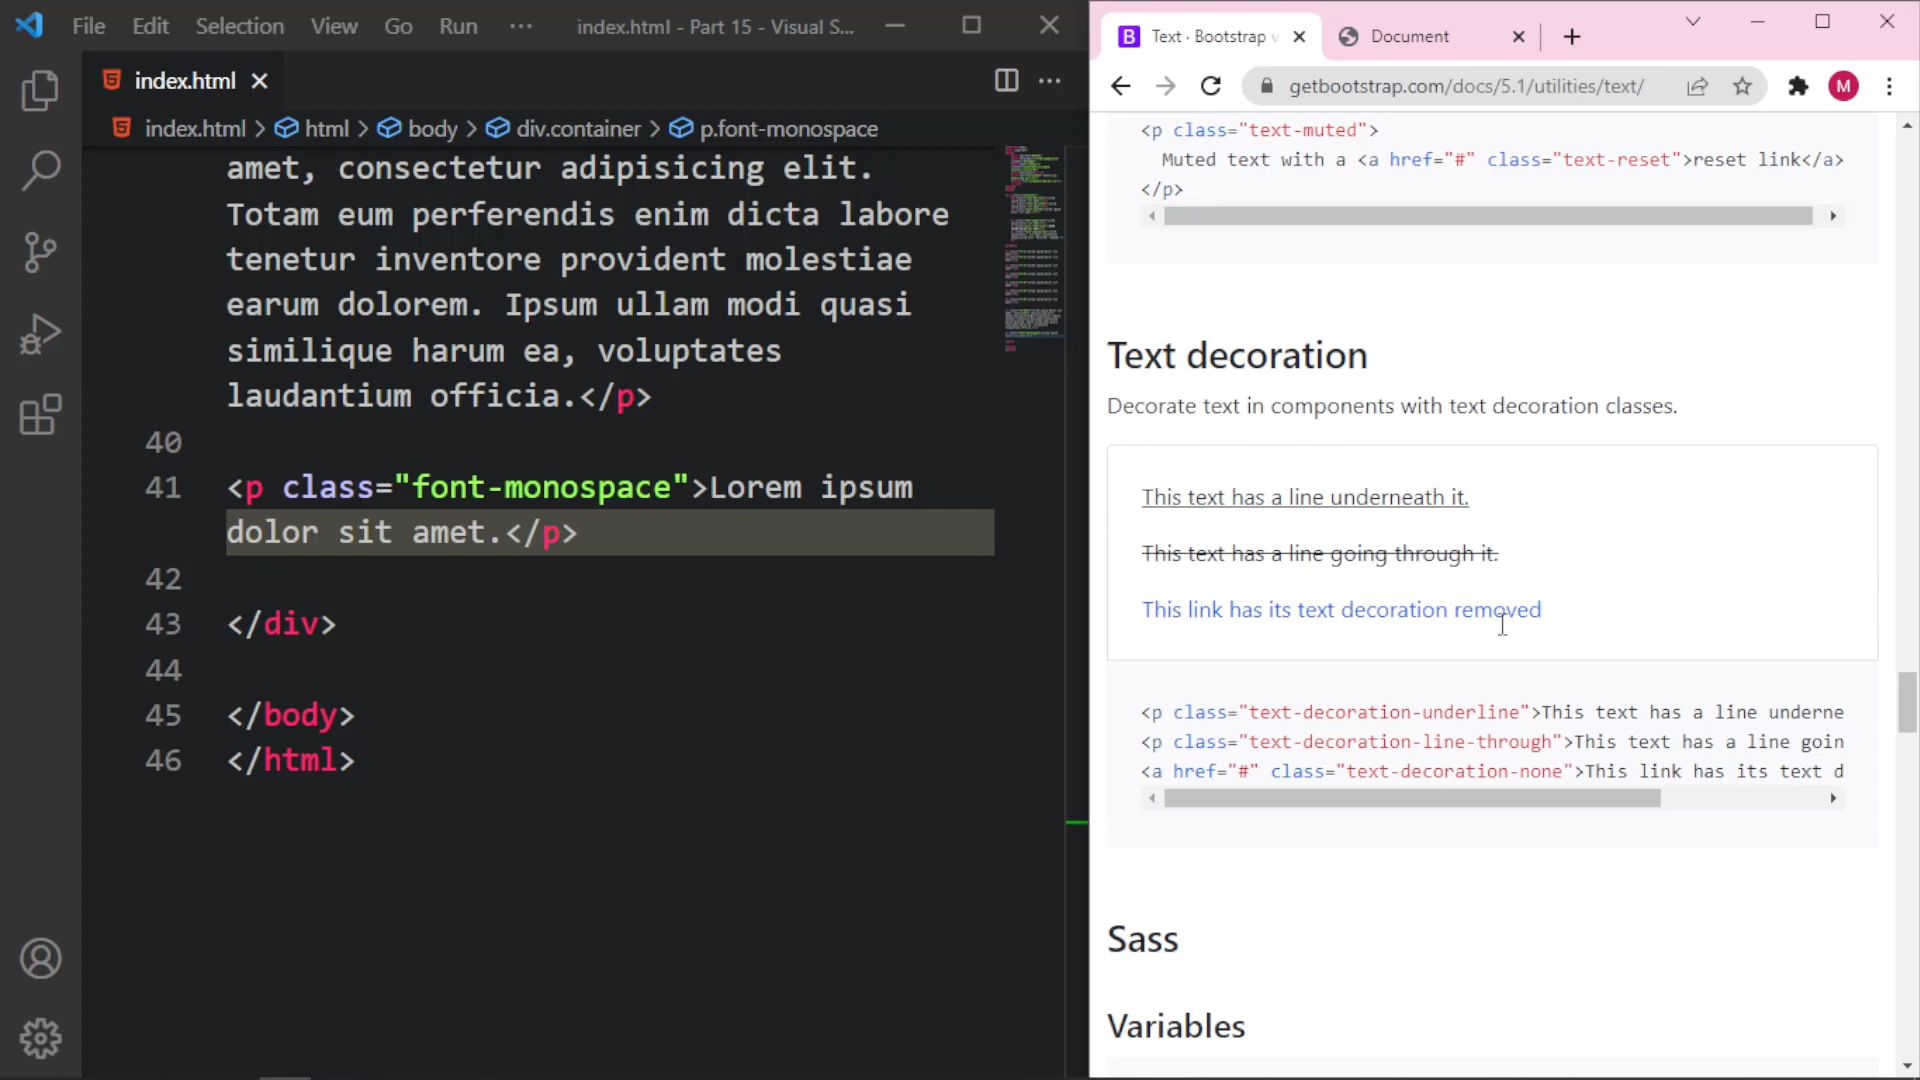 File Edit Selection View Go Run ··· index.html - Part 15 - Visual S...
index.html
index.html > html > body > div.container > p.font-monospace
amet, consectetur adipisicing elit.
Totam eum perferendis enim dicta labore
tenetur inventore provident molestiae
earum dolorem. Ipsum ullam modi quasi
similique harum ea, voluptates
laudantium officia.</p>
40
41 <p class="font-monospace">Lorem ipsum
dolor sit amet.</p>
42
43 </div>
44
45 </body>
46 </html>
B Text · Bootstrap v Document
getbootstrap.com/docs/5.1/utilities/text/
M
<p class="text-muted">
Muted text with a <a href="#" class="text-reset">reset link</a>
</p>
Text decoration
Decorate text in components with text decoration classes.
This text has a line underneath it.
This text has a line going through it.
This link has its text decoration removed
<p class="text-decoration-underline">This text has a line underne
<p class="text-decoration-line-through">This text has a line goin
<a href="#" class="text-decoration-none">This link has its text d
Sass
Variables